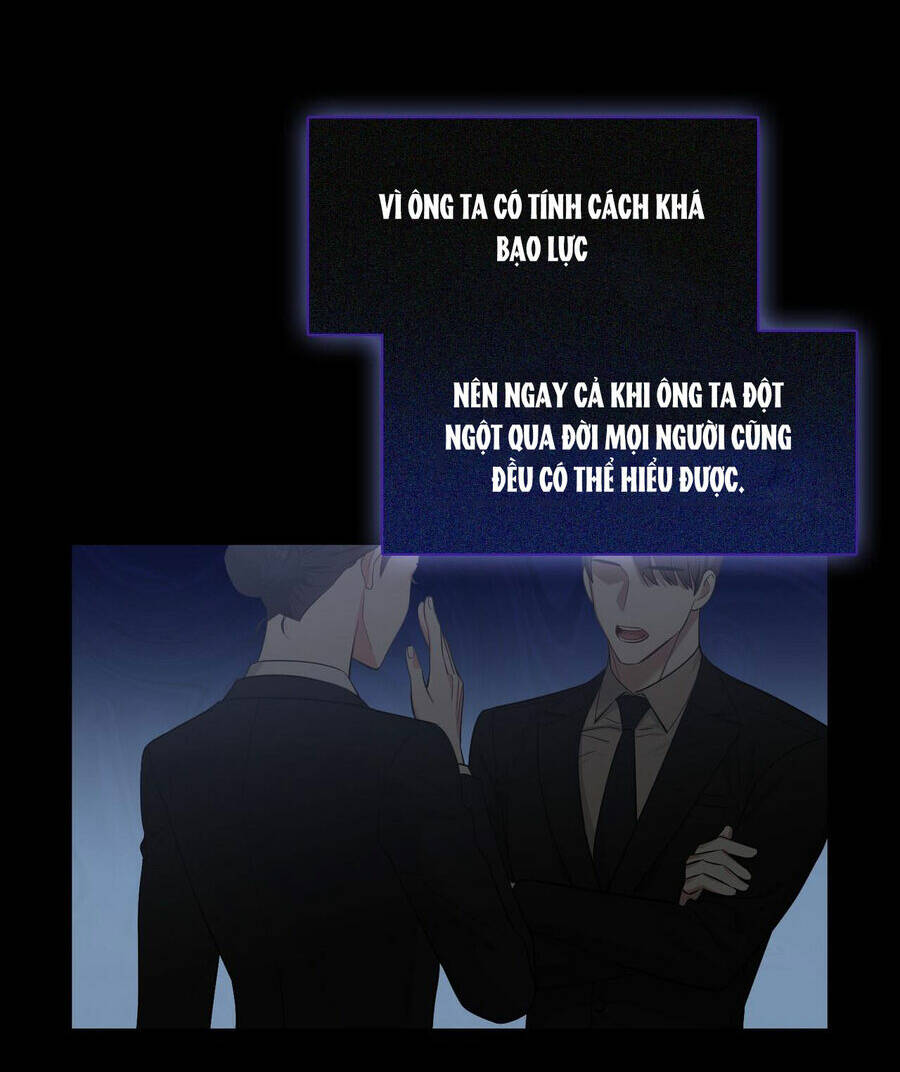 VÌ ÔNG TA CÓ TÍNH CÁCH KHÁ
BẠO LỰC
NÊN NGAY CẢ KHI ÔNG TA ĐỘT
NGỘT QUA ĐỜI MỌI NGƯỜI CŨNG
ĐỀU CÓ THỂ HIỂU ĐƯỢC.